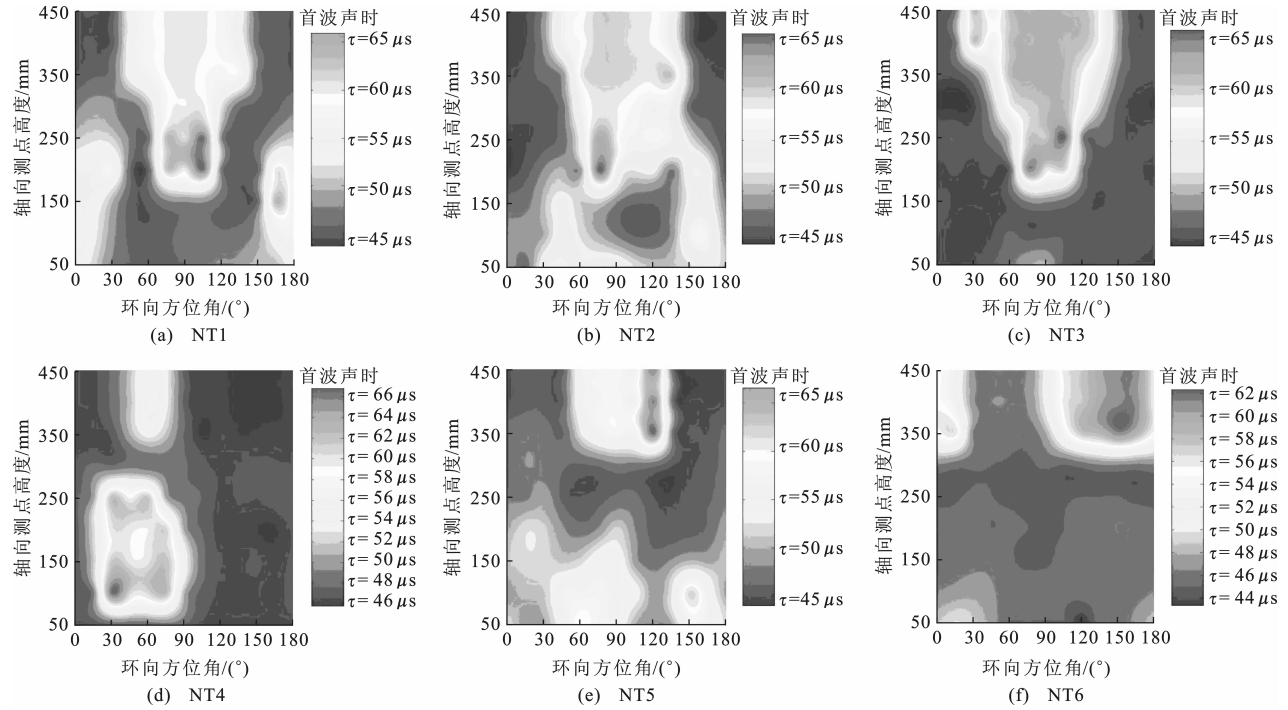 首波声时
450
350
250
150
50
轴向测点高度/mm
0 30 60 90 120 150 180
环向方位角/(°)
τ=65 μs
τ=60 μs
τ=55 μs
τ=50 μs
τ=45 μs
(a) NT1
首波声时
450
350
250
150
50
轴向测点高度/mm
0 30 60 90 120 150 180
环向方位角/(°)
τ=65 μs
τ=60 μs
τ=55 μs
τ=50 μs
τ=45 μs
(b) NT2
首波声时
450
350
250
150
50
轴向测点高度/mm
0 30 60 90 120 150 180
环向方位角/(°)
τ=65 μs
τ=60 μs
τ=55 μs
τ=50 μs
τ=45 μs
(c) NT3
首波声时
450
350
250
150
50
轴向测点高度/mm
0 30 60 90 120 150 180
环向方位角/(°)
τ=66 μs
τ=64 μs
τ=62 μs
τ=60 μs
τ=58 μs
τ=56 μs
τ=54 μs
τ=52 μs
τ=50 μs
τ=48 μs
τ=46 μs
(d) NT4
首波声时
450
350
250
150
50
轴向测点高度/mm
0 30 60 90 120 150 180
环向方位角/(°)
τ=65 μs
τ=60 μs
τ=55 μs
τ=50 μs
τ=45 μs
(e) NT5
首波声时
450
350
250
150
50
轴向测点高度/mm
0 30 60 90 120 150 180
环向方位角/(°)
τ=62 μs
τ=60 μs
τ=58 μs
τ=56 μs
τ=54 μs
τ=52 μs
τ=50 μs
τ=48 μs
τ=46 μs
τ=44 μs
(f) NT6